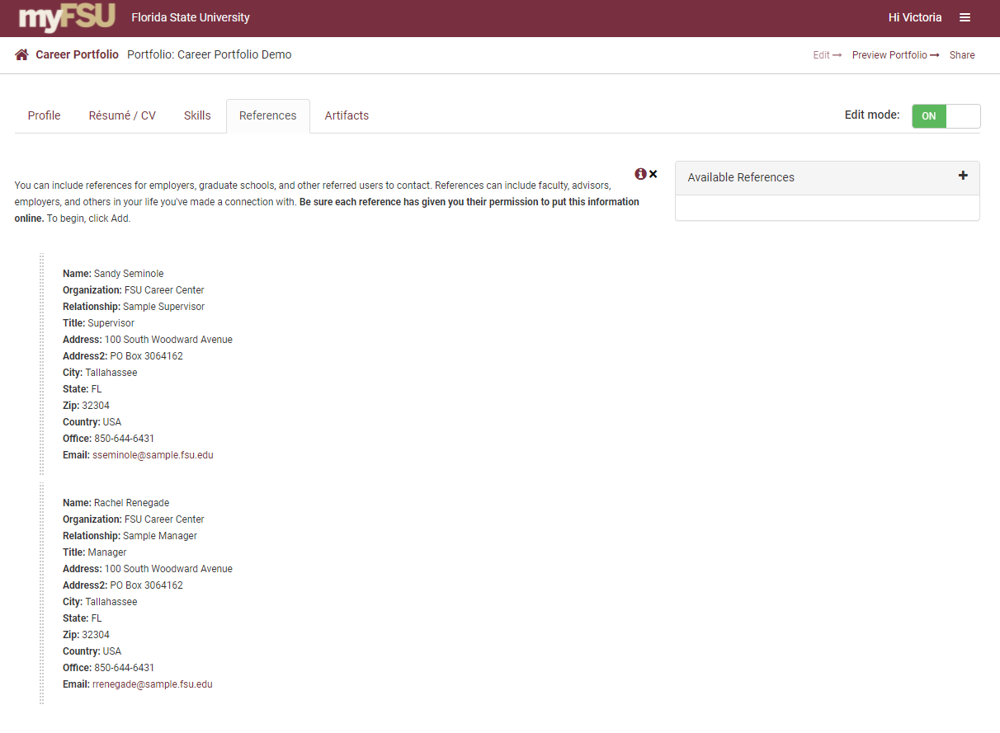 myFSU Florida State University Hi Victoria
Career Portfolio Portfolio: Career Portfolio Demo Edit Preview Portfolio Share
Profile Résumé / CV Skills References Artifacts Edit mode: ON
You can include references for employers, graduate schools, and other referred users to contact. References can include faculty, advisors,
employers, and others in your life you've made a connection with. Be sure each reference has given you their permission to put this information
online. To begin, click Add.
Available References
Name: Sandy Seminole
Organization: FSU Career Center
Relationship: Sample Supervisor
Title: Supervisor
Address: 100 South Woodward Avenue
Address2: PO Box 3064162
City: Tallahassee
State: FL
Zip: 32304
Country: USA
Office: 850-644-6431
Email: sseminole@sample.fsu.edu
Name: Rachel Renegade
Organization: FSU Career Center
Relationship: Sample Manager
Title: Manager
Address: 100 South Woodward Avenue
Address2: PO Box 3064162
City: Tallahassee
State: FL
Zip: 32304
Country: USA
Office: 850-644-6431
Email: rrenegade@sample.fsu.edu